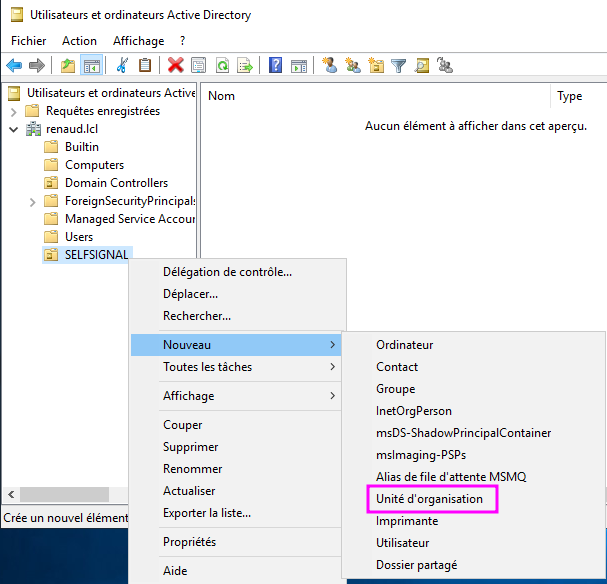 Utilisateurs et ordinateurs Active Directory
Fichier Action Affichage ?
Utilisateurs et ordinateurs Active
Requêtes enregistrées
renaud.lcl
Builtin
Computers
Domain Controllers
ForeignSecurityPrincipals
Managed Service Accour
Users
SELFSIGNAL
Nom Type
Aucun élément à afficher dans cet aperçu.
Délégation de contrôle...
Déplacer...
Rechercher...
Nouveau
Toutes les tâches
Affichage
Couper
Supprimer
Renommer
Actualiser
Exporter la liste...
Propriétés
Aide
Ordinateur
Contact
Groupe
InetOrgPerson
msDS-ShadowPrincipalContainer
msImaging-PSPs
Alias de file d'attente MSMQ
Unité d'organisation
Imprimante
Utilisateur
Dossier partagé
Crée un nouvel élément